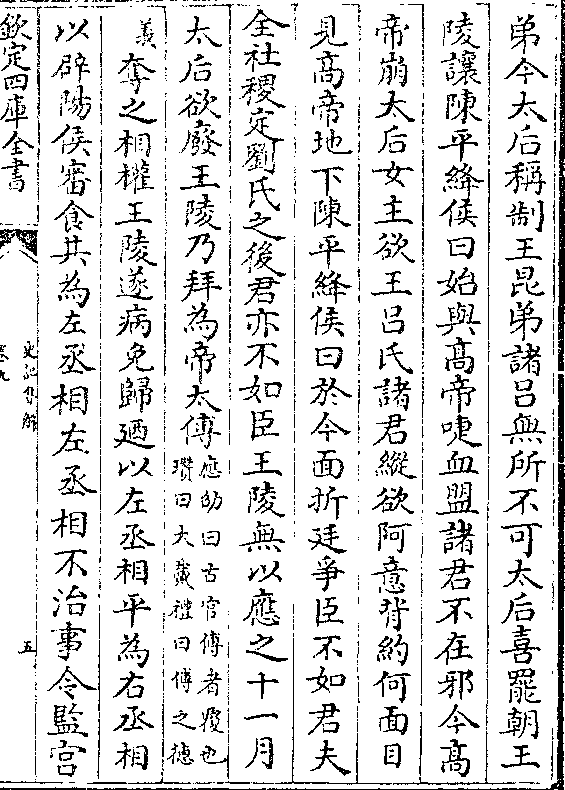 弟今太后稱制王昆弟諸呂無所不可太后喜罷朝王
陵讓陳平絳侯曰始與高帝啑血盟諸君不在邪今高
帝崩太后女主欲王呂氏諸君縱欲阿意背約何面目
見高帝地下陳平絳侯曰於今面折廷爭臣不如君夫
全社稷定劉氏之後君亦不如臣王陵無以應之十一月
太后欲廢王陵乃拜為帝太傅
應劭曰古官傅者覆也
瓚曰大戴禮曰傅之德
義
奪之相權王陵遂病免歸廼以左丞相平為右丞相
以辟陽侯審食其為左丞相左丞相不治事令監宫
欽定四庫全書
史記集解
卷九
五